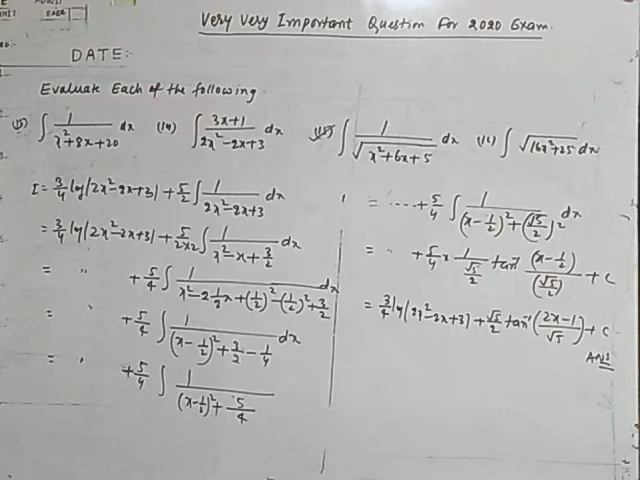 UNIT
Very Very Important Question For 2020 Exam.
DATE:-
Evaluate Each of the following.
∫ 1/(x²+8x+20) dx (14) ∫ (3x+1)/(2x²-2x+3) dx (15) ∫ 1/√(x²+6x+5) dx (16) ∫ √(16x²+25) dx
I = 3/4 log|2x²-2x+3| + 5/2 ∫ 1/(2x²-2x+3) dx
= 3/4 log|2x²-2x+3| + 5/(2×2) ∫ 1/(x²-x+3/2) dx
= " + 5/4 ∫ 1/(x²-2·1/2x+(1/2)²-(1/2)²+3/2) dx
= " + 5/4 ∫ 1/((x-1/2)²+3/2-1/4) dx
= " + 5/4 ∫ 1/((x-1/2)²+5/4)
= ..... + 5/4 ∫ 1/((x-1/2)²+(√5/2)²) dx
= " + 5/4 × 1/(√5/2) tan⁻¹ (x-1/2)/(√5/2) + C
= 3/4 log|2x²-2x+3| + √5/2 tan⁻¹((2x-1)/√5) + C
Ans